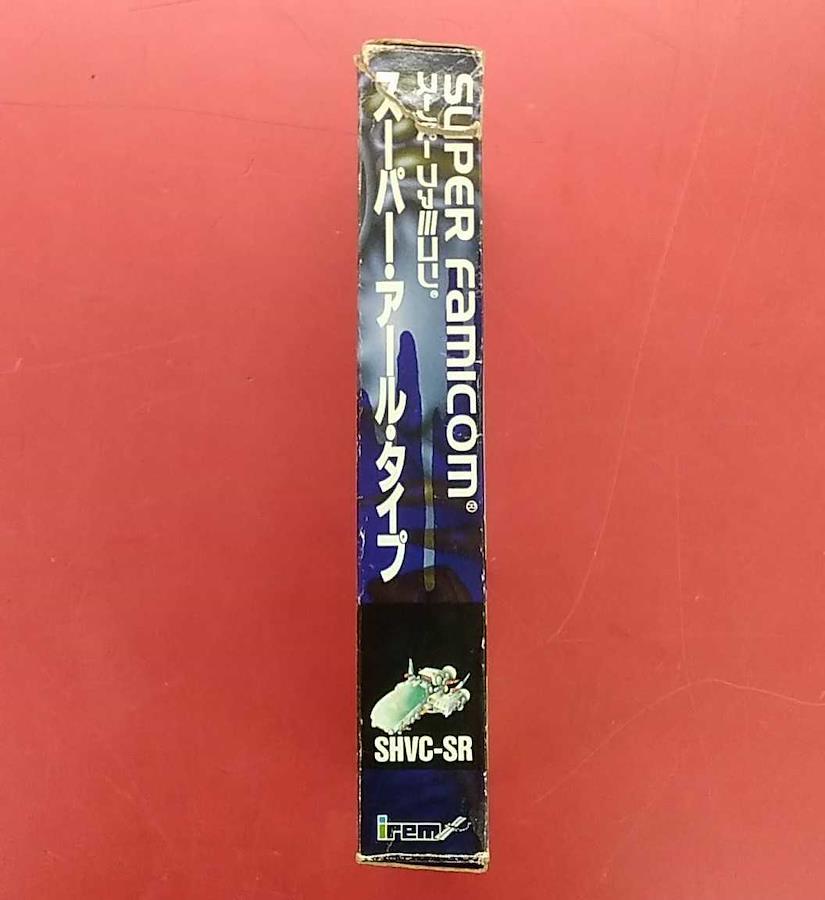 SUPER Famicom®
スーパーファミコン®
スーパー・アール・タイプ
SHVC-SR
irem